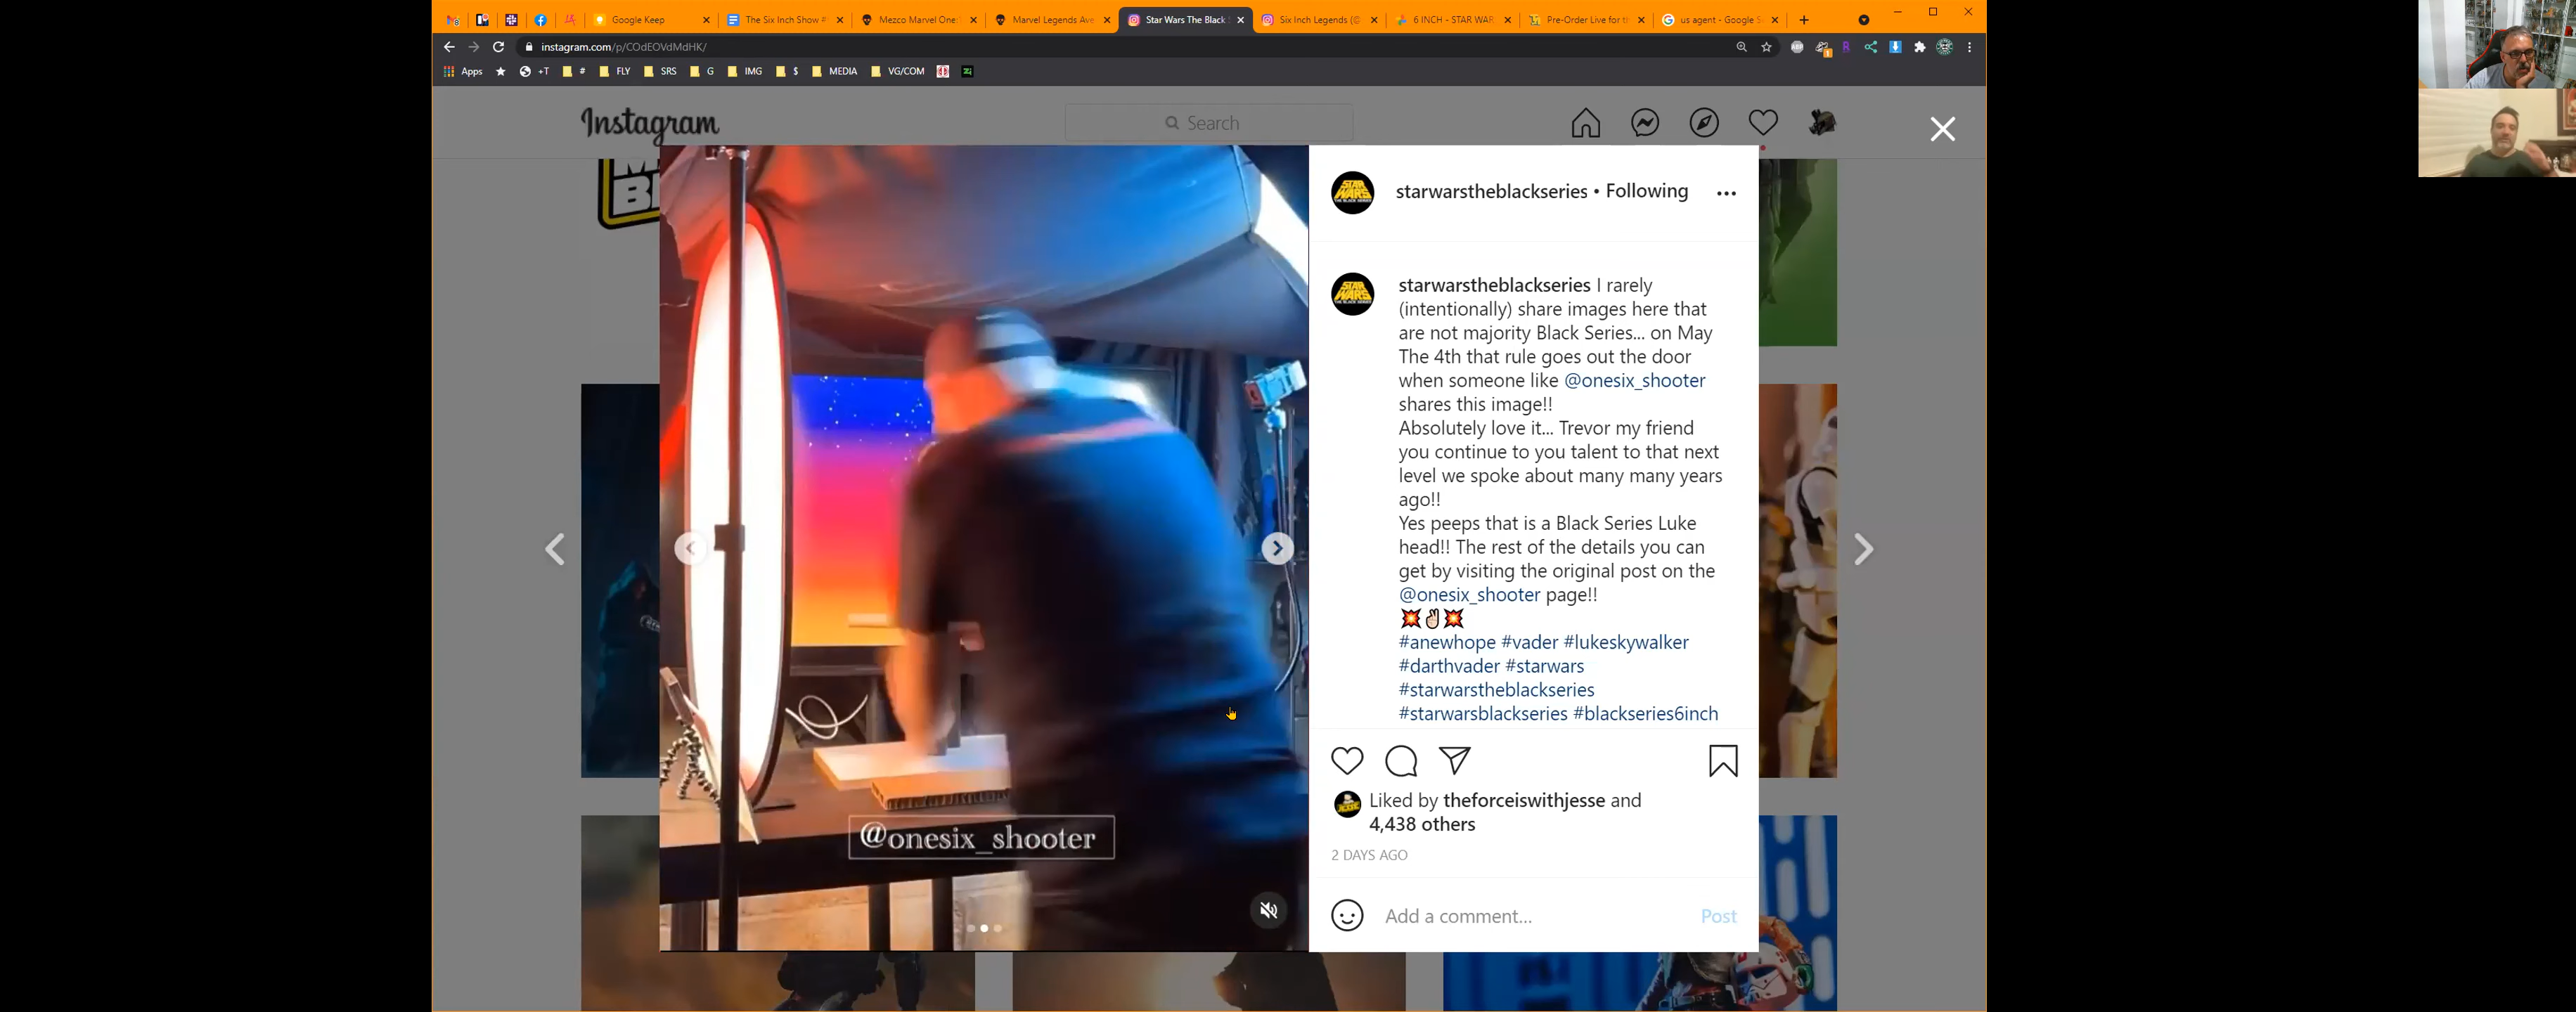 Google Keep
The Six Inch Show
Mezco Marvel One
Marvel Legends Ave
Star Wars The Black
Six Inch Legends (@
6 INCH - STAR WAR
Pre-Order Live for t
us agent - Google S
instagram.com/p/COdEOVdMdHK/
Apps
+T
#
FLY
SRS
G
IMG
$
MEDIA
VG/COM
Instagram
Search
starwarstheblackseries • Following
starwarstheblackseries I rarely
(intentionally) share images here that
are not majority Black Series... on May
The 4th that rule goes out the door
when someone like @onesix_shooter
shares this image!!
Absolutely love it... Trevor my friend
you continue to you talent to that next
level we spoke about many many years
ago!!
Yes peeps that is a Black Series Luke
head!! The rest of the details you can
get by visiting the original post on the
@onesix_shooter page!!
💥✌🏻💥
#anewhope #vader #lukeskywalker
#darthvader #starwars
#starwarstheblackseries
#starwarsblackseries #blackseries6inch
@onesix_shooter
Liked by theforceiswithjesse and
4,438 others
2 DAYS AGO
Add a comment...
Post